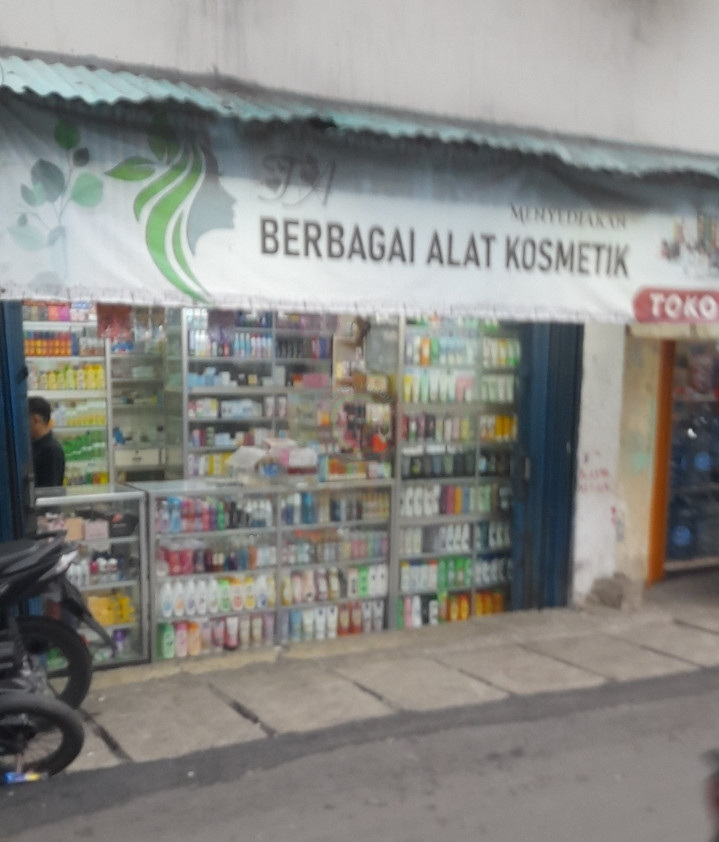 MENYEDIAKAN
BERBAGAI ALAT KOSMETIK
TOKO